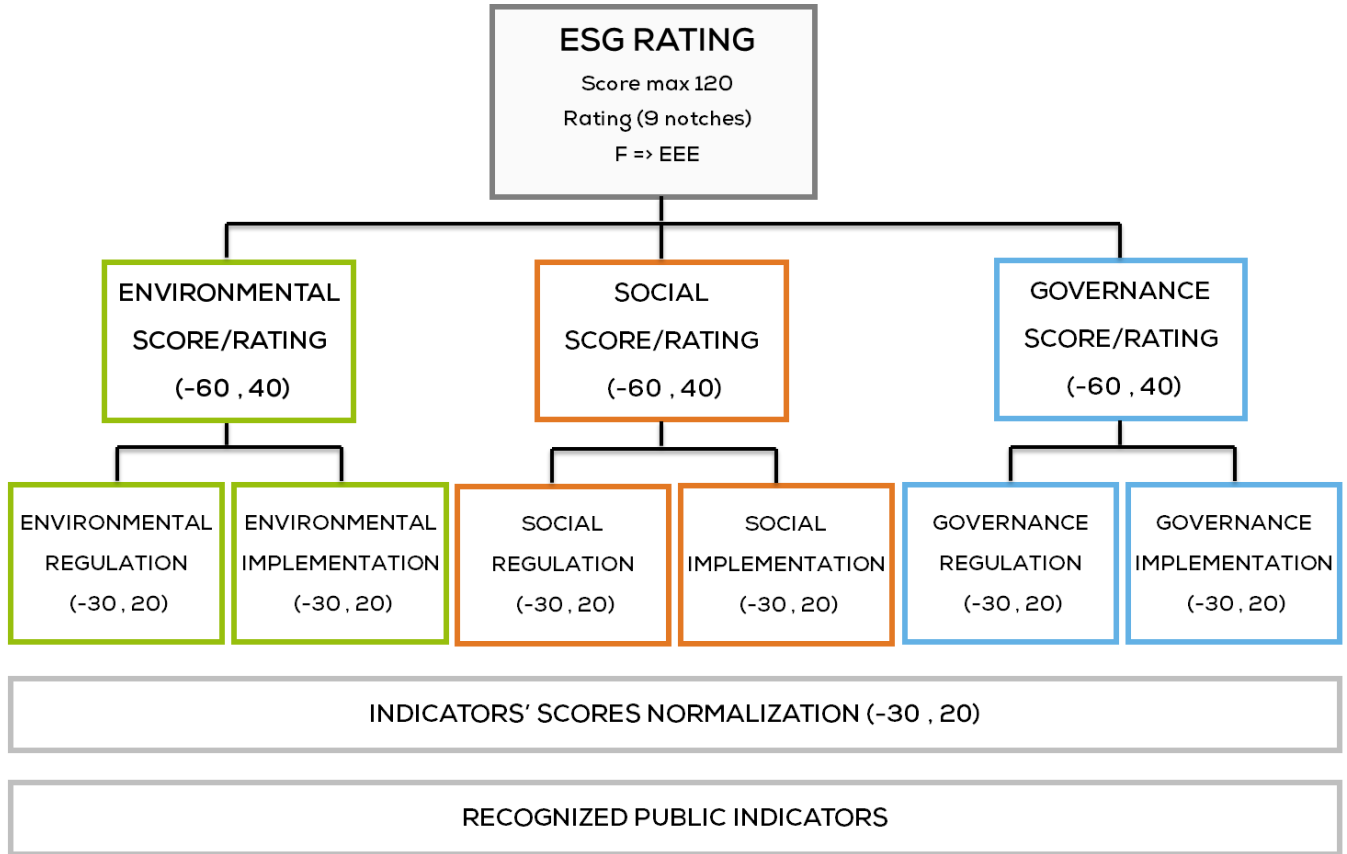 ESG RATING
Score max 120
Rating (9 notches)
F => EEE
ENVIRONMENTAL
SCORE/RATING
(-60 , 40)
SOCIAL
SCORE/RATING
(-60 , 40)
GOVERNANCE
SCORE/RATING
(-60 , 40)
ENVIRONMENTAL
REGULATION
(-30 , 20)
ENVIRONMENTAL
IMPLEMENTATION
(-30 , 20)
SOCIAL
REGULATION
(-30 , 20)
SOCIAL
IMPLEMENTATION
(-30 , 20)
GOVERNANCE
REGULATION
(-30 , 20)
GOVERNANCE
IMPLEMENTATION
(-30 , 20)
INDICATORS' SCORES NORMALIZATION (-30 , 20)
RECOGNIZED PUBLIC INDICATORS